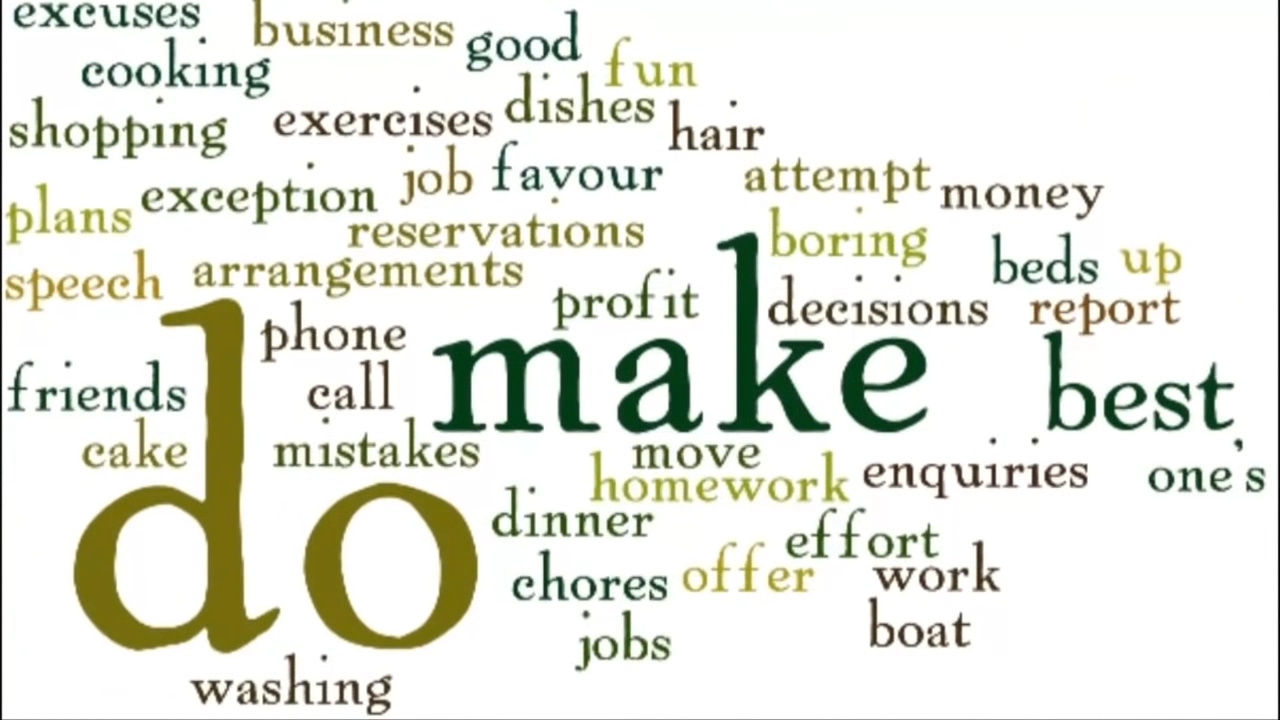 excuses business good fun
cooking
shopping exercises dishes hair
plans exception job favour attempt money
reservations boring beds up
speech arrangements profit decisions report
phone make best
friends call
cake mistakes move enquiries one's
do homework
dinner effort
chores offer work
jobs boat
washing